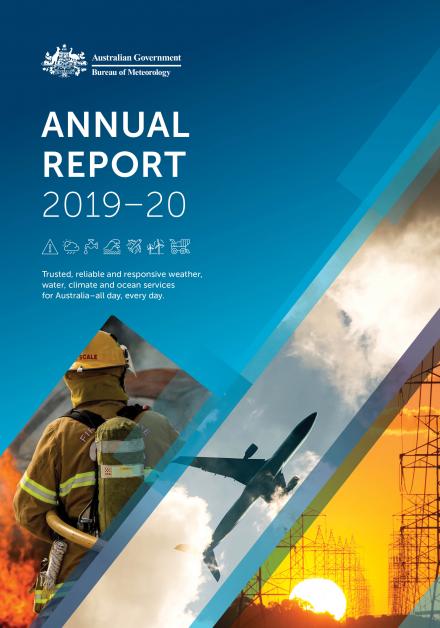 Australian Government
Bureau of Meteorology
ANNUAL
REPORT
2019–20
Trusted, reliable and responsive weather,
water, climate and ocean services
for Australia–all day, every day.
SCALE